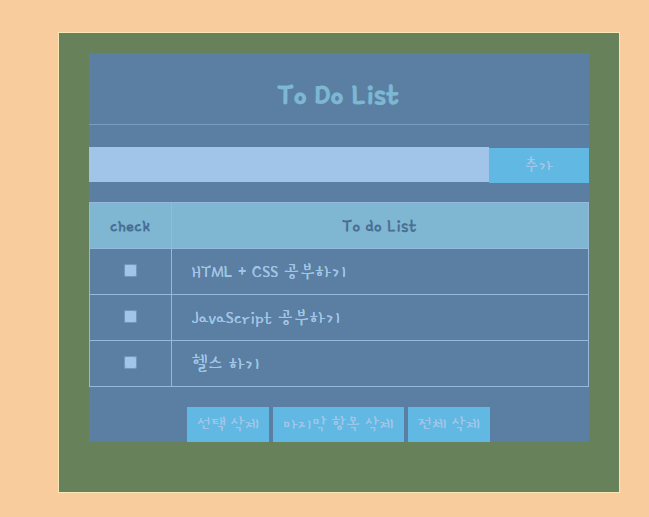 To Do List
추가
check To do List
HTML + CSS 공부하기
JavaScript 공부하기
헬스 하기
선택 삭제 마지막 항목 삭제 전체 삭제